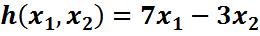 h(x₁, x₂) = 7x₁ − 3x₂